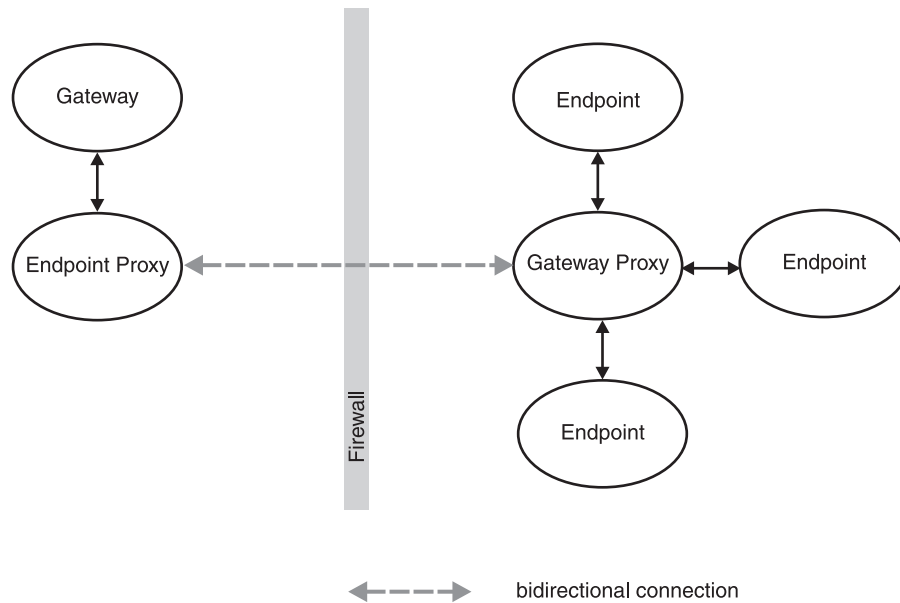 Gateway
Endpoint
Endpoint Proxy
Gateway Proxy
Endpoint
Endpoint
Firewall
bidirectional connection